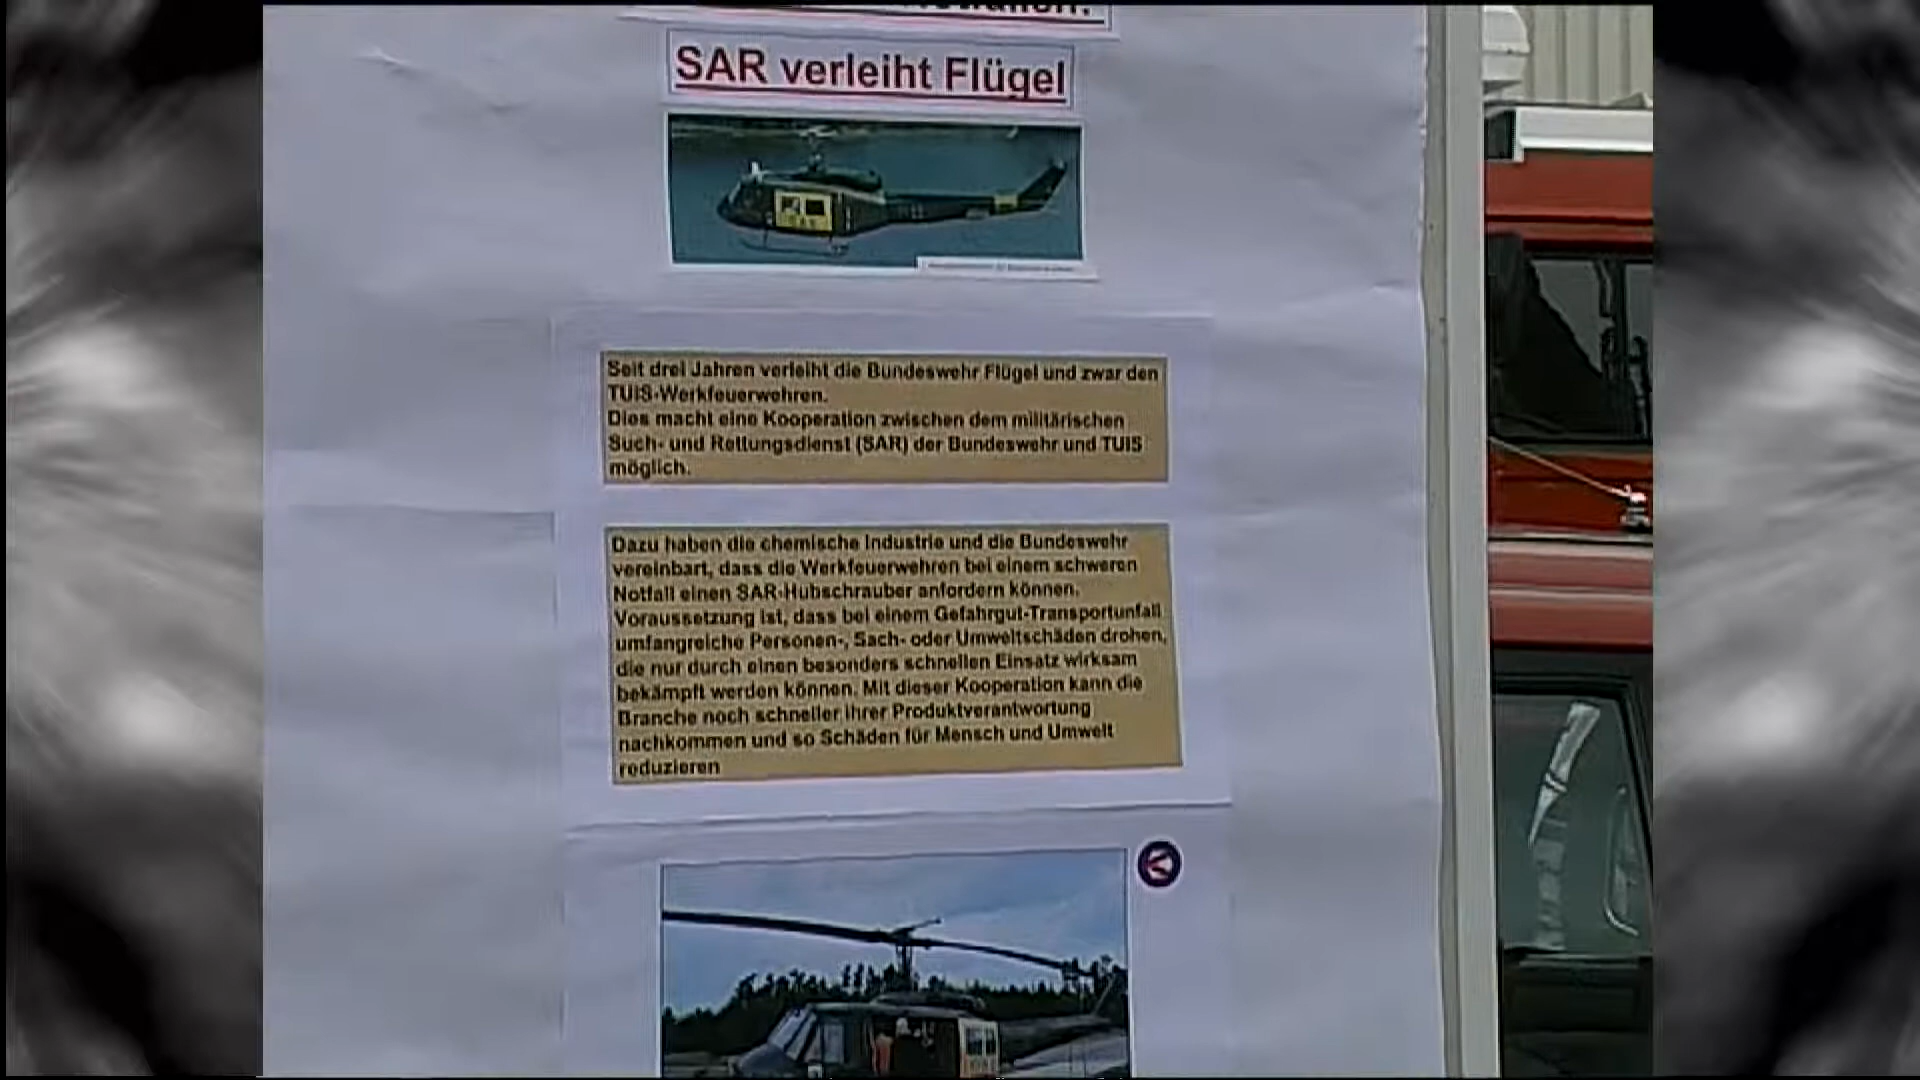 SAR verleiht Flügel
SAR
Seit drei Jahren verleiht die Bundeswehr Flügel und zwar den
TUIS-Werkfeuerwehren.
Dies macht eine Kooperation zwischen dem militärischen
Such- und Rettungsdienst (SAR) der Bundeswehr und TUIS
möglich.
Dazu haben die chemische Industrie und die Bundeswehr
vereinbart, dass die Werkfeuerwehren bei einem schweren
Notfall einen SAR-Hubschrauber anfordern können.
Voraussetzung ist, dass bei einem Gefahrgut-Transportunfall
umfangreiche Personen-, Sach- oder Umweltschäden drohen,
die nur durch einen besonders schnellen Einsatz wirksam
bekämpft werden können. Mit dieser Kooperation kann die
Branche noch schneller ihrer Produktverantwortung
nachkommen und so Schäden für Mensch und Umwelt
reduzieren